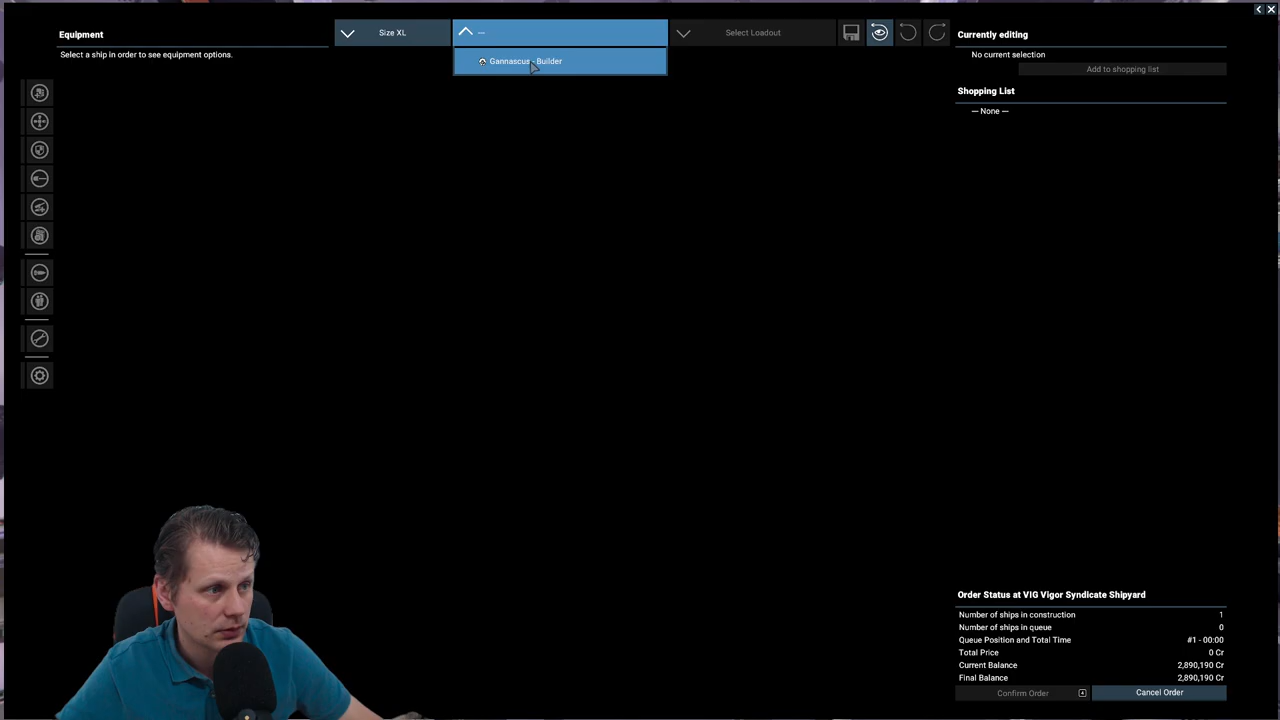 Equipment
Size XL
—
Select Loadout
Currently editing
Select a ship in order to see equipment options.
No current selection
Gannascus Builder
Add to shopping list
Shopping List
— None —
Order Status at VIG Vigor Syndicate Shipyard
Number of ships in construction 1
Number of ships in queue 0
Queue Position and Total Time #1 - 00:00
Total Price 0 Cr
Current Balance 2,890,190 Cr
Final Balance 2,890,190 Cr
Confirm Order
Cancel Order